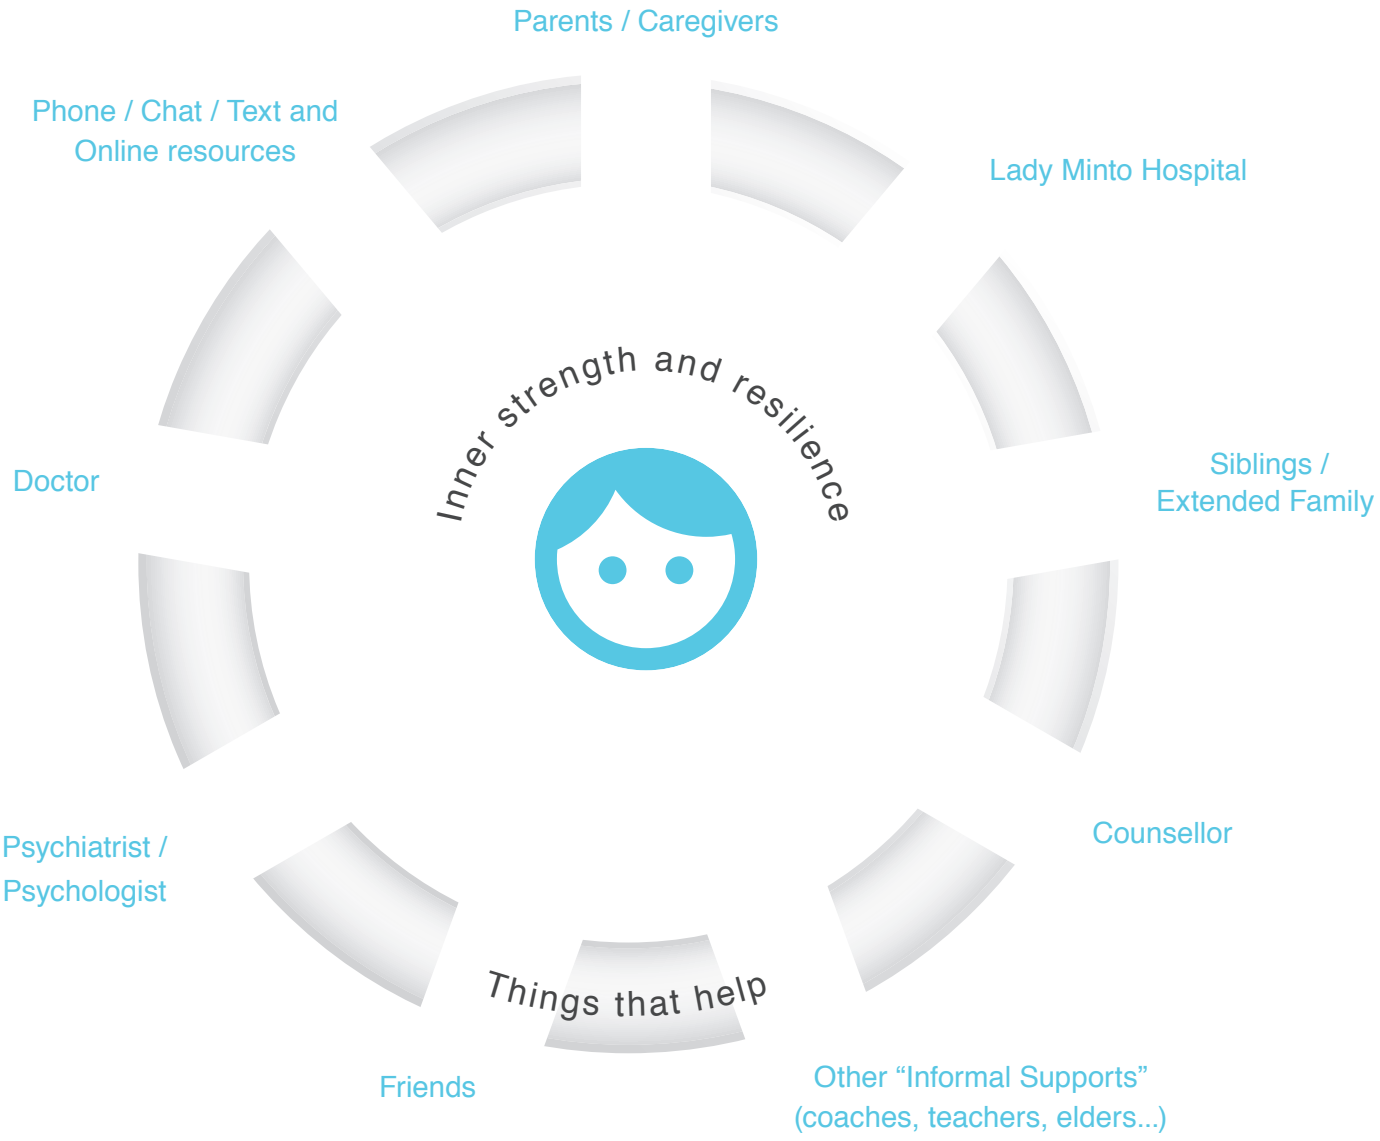 Parents / Caregivers
Phone / Chat / Text and
Online resources
Lady Minto Hospital
Inner strength and resilience
Doctor
Siblings /
Extended Family
Psychiatrist /
Psychologist
Counsellor
Things that help
Friends
Other “Informal Supports”
(coaches, teachers, elders...)